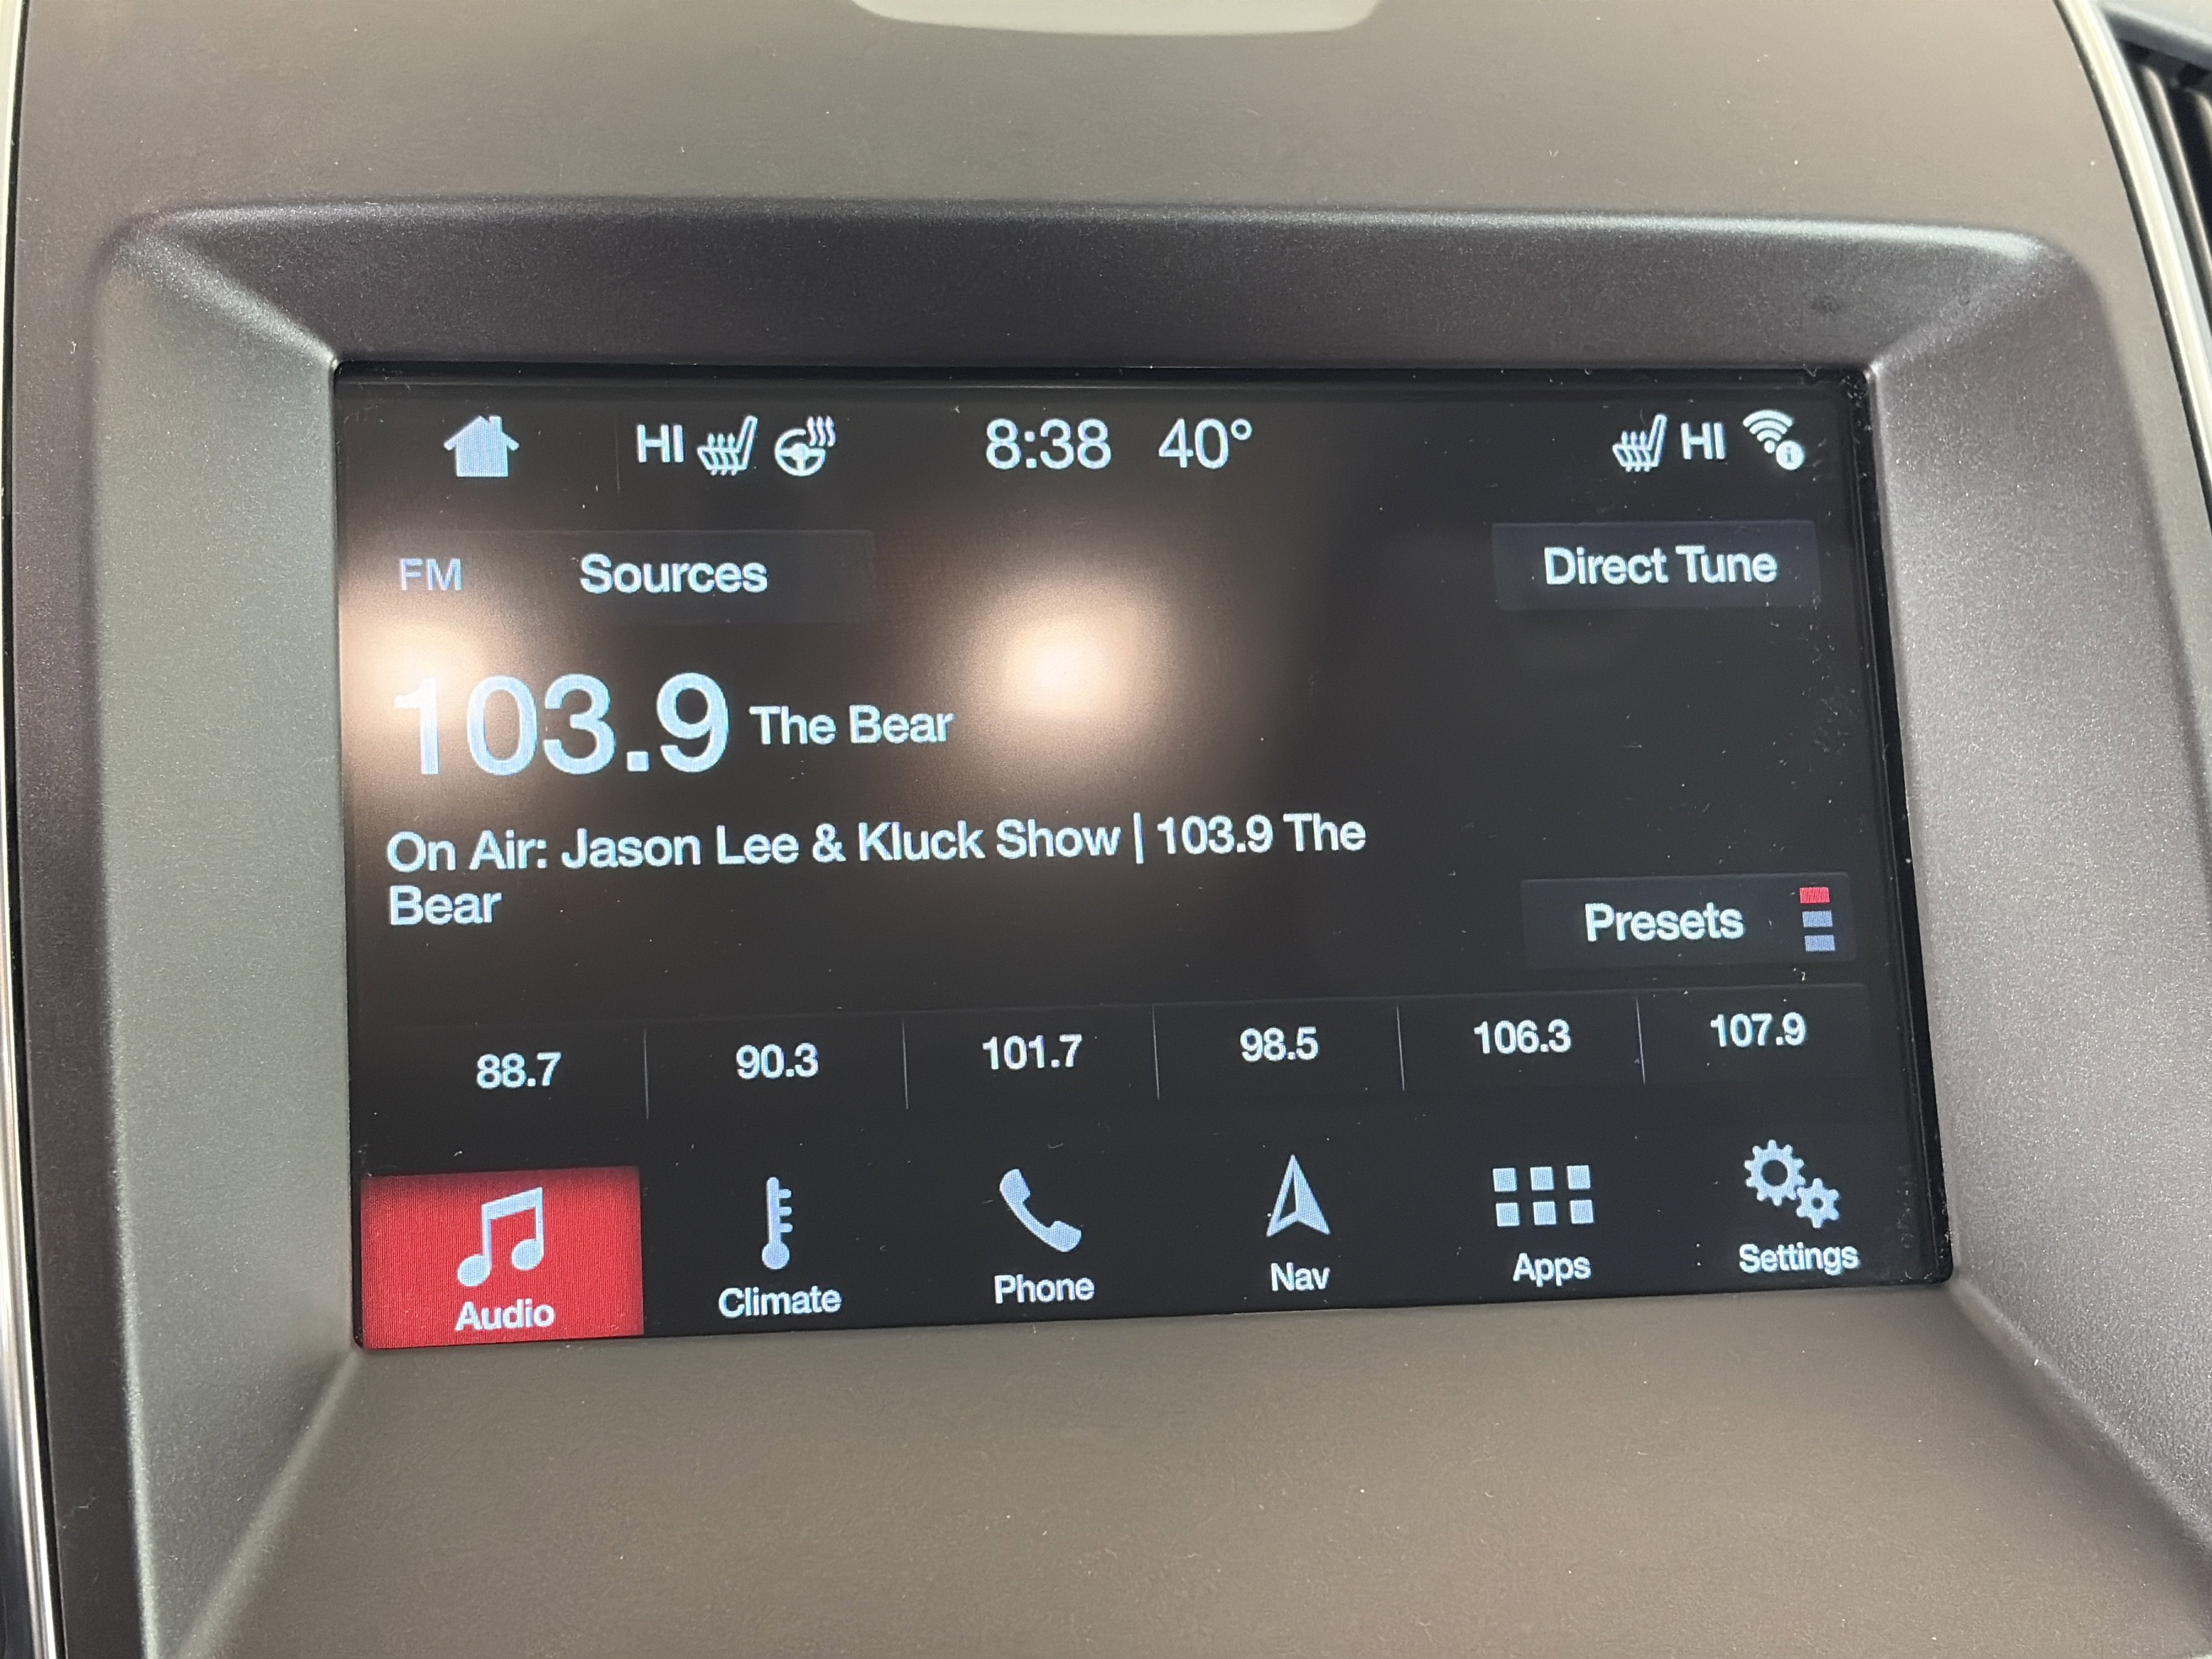 HI 8:38 40° HI
FM Sources Direct Tune
103.9 The Bear
On Air: Jason Lee & Kluck Show | 103.9 The
Bear
Presets
88.7 90.3 101.7 98.5 106.3 107.9
Audio Climate Phone Nav Apps Settings